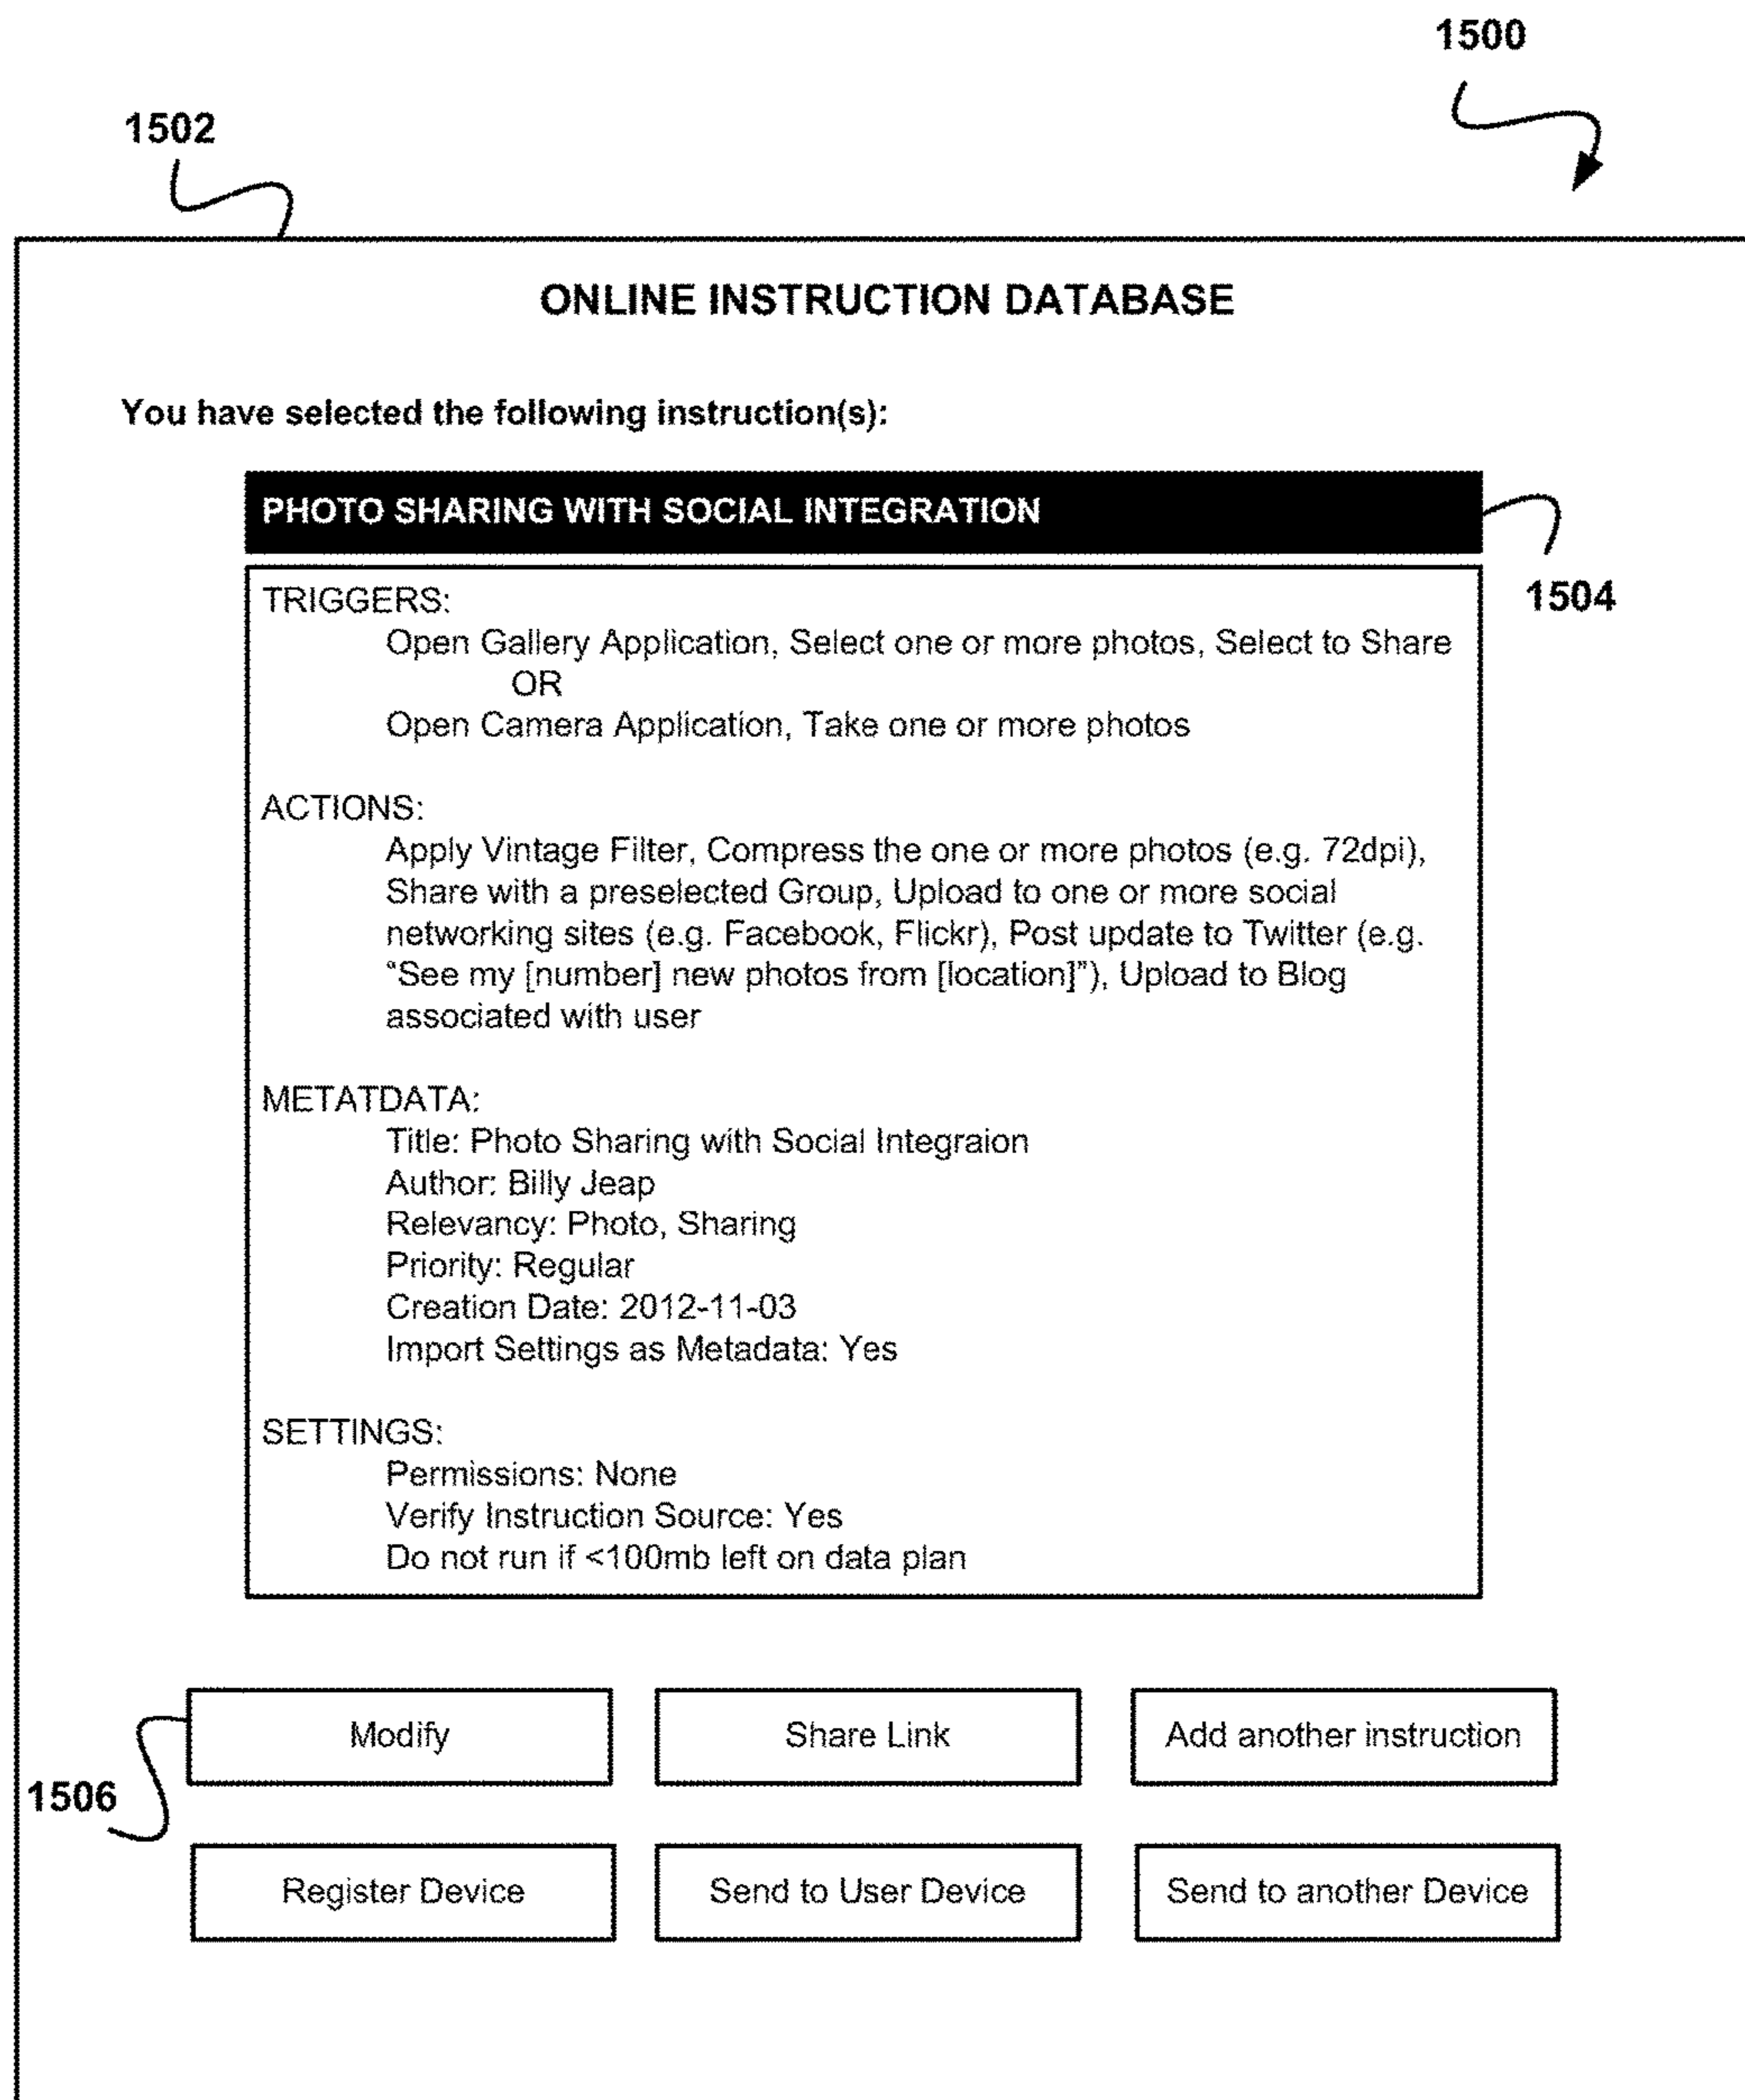 1500
1502
ONLINE INSTRUCTION DATABASE
You have selected the following instruction(s):
PHOTO SHARING WITH SOCIAL INTEGRATION
1504
TRIGGERS:
Open Gallery Application, Select one or more photos, Select to Share
OR
Open Camera Application, Take one or more photos
ACTIONS:
Apply Vintage Filter, Compress the one or more photos (e.g. 72dpi),
Share with a preselected Group, Upload to one or more social
networking sites (e.g. Facebook, Flickr), Post update to Twitter (e.g.
“See my [number] new photos from [location]”), Upload to Blog
associated with user
METATDATA:
Title: Photo Sharing with Social Integraion
Author: Billy Jeap
Relevancy: Photo, Sharing
Priority: Regular
Creation Date: 2012-11-03
Import Settings as Metadata: Yes
SETTINGS:
Permissions: None
Verify Instruction Source: Yes
Do not run if <100mb left on data plan
Modify
Share Link
Add another instruction
1506
Register Device
Send to User Device
Send to another Device